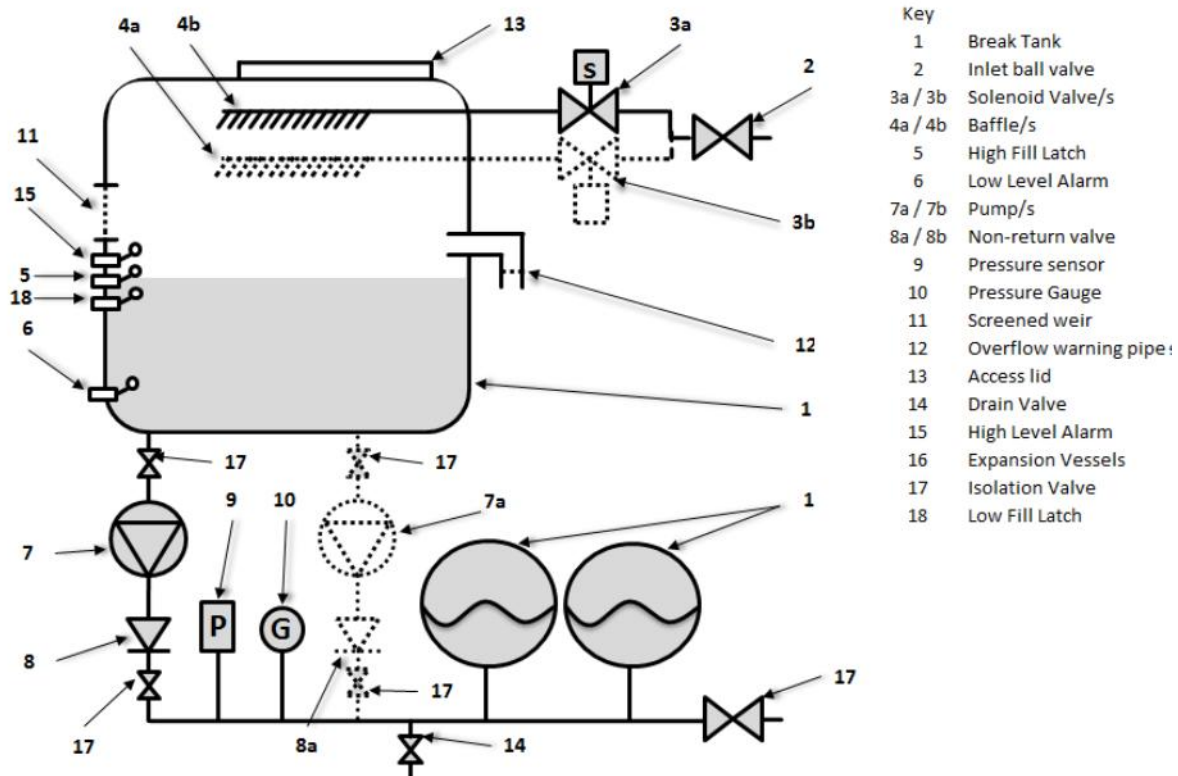 4a
4b
13
3a
2
S
11
15
5
18
6
3b
12
1
17
17
9
10
7a
1
7
P
G
8
17
17
17
8a
14
Key
1 Break Tank
2 Inlet ball valve
3a / 3b Solenoid Valve/s
4a / 4b Baffle/s
5 High Fill Latch
6 Low Level Alarm
7a / 7b Pump/s
8a / 8b Non-return valve
9 Pressure sensor
10 Pressure Gauge
11 Screened weir
12 Overflow warning pipe
13 Access lid
14 Drain Valve
15 High Level Alarm
16 Expansion Vessels
17 Isolation Valve
18 Low Fill Latch